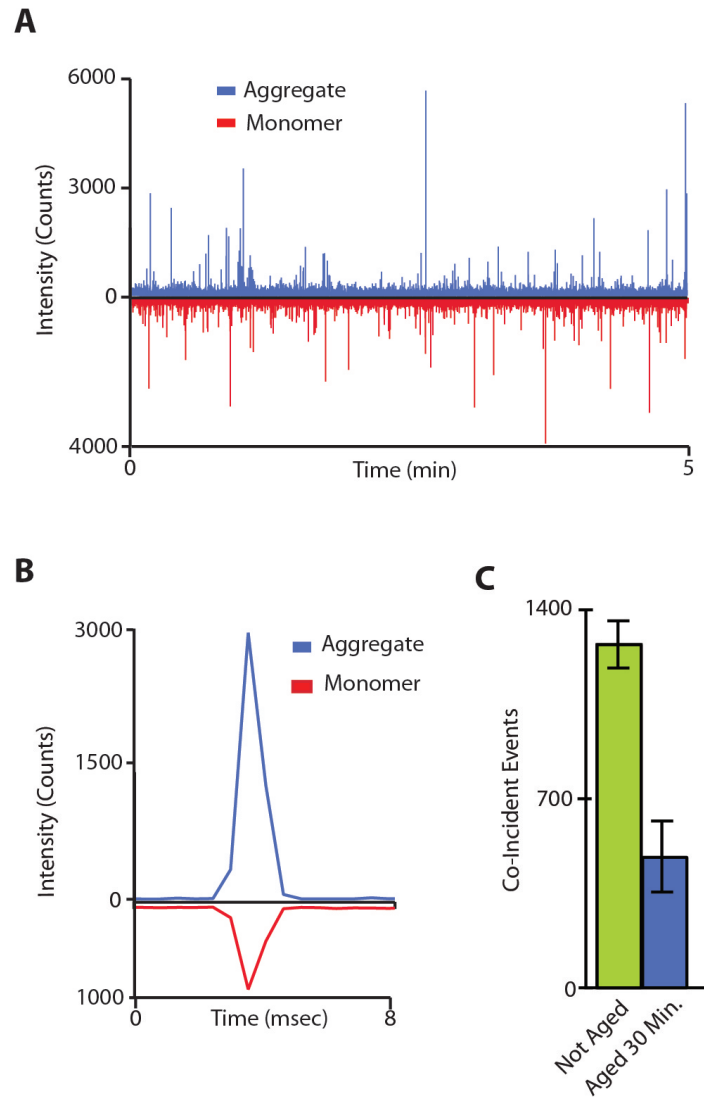 A
6000
Aggregate
Monomer
3000
Intensity (Counts)
0
4000
0
Time (min)
5
B
3000
Aggregate
Monomer
1500
Intensity (Counts)
0
1000
0
Time (msec)
8
C
1400
Co-Incident Events
700
0
Not Aged
Aged 30 Min.